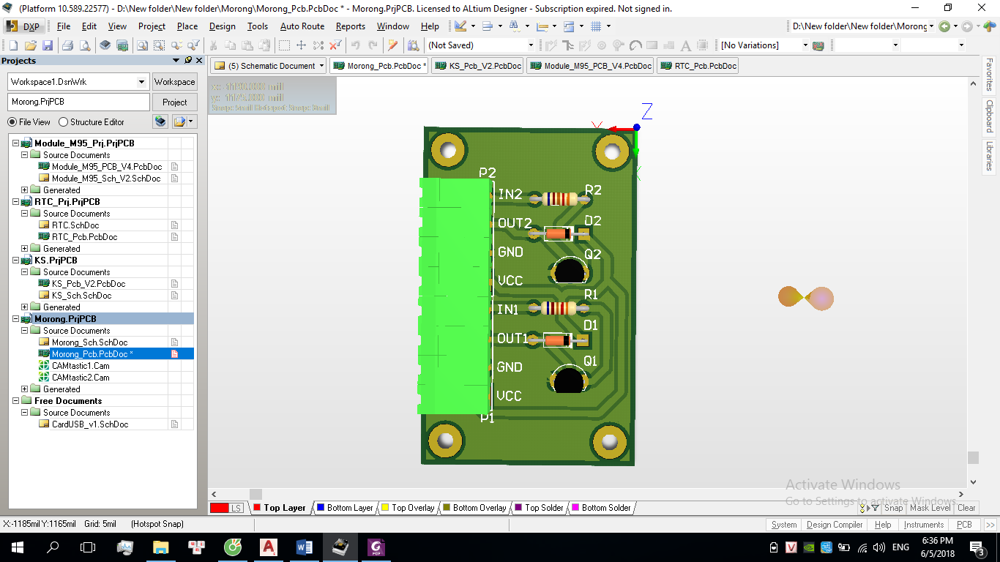 (Platform 10.589.22577) - D:\New folder\New folder\Morong\Morong_Pcb.PcbDoc * - Morong.PrjPCB. Licensed to ALtium Designer - Subscription expired. Not signed in.
DXP File Edit View Project Place Design Tools Auto Route Reports Window Help D:\New folder\New folder\Morong
(Not Saved) [No Variations]
Projects
(5) Schematic Document Morong_Pcb.PcbDoc * KS_Pcb_V2.PcbDoc Module_M95_PCB_V4.PcbDoc RTC_Pcb.PcbDoc
Workspace1.DsnWrk Workspace
Morong.PrjPCB Project
File View Structure Editor
Module_M95_Prj.PrjPCB
Source Documents
Module_M95_PCB_V4.PcbDoc
Module_M95_Sch_V2.SchDoc
Generated
RTC_Prj.PrjPCB
Source Documents
RTC.SchDoc
RTC_Pcb.PcbDoc
Generated
KS.PrjPCB
Source Documents
KS_Pcb_V2.PcbDoc
KS_Sch.SchDoc
Generated
Morong.PrjPCB
Source Documents
Morong_Sch.SchDoc
Morong_Pcb.PcbDoc *
CAMtastic1.Cam
CAMtastic2.Cam
Generated
Free Documents
Source Documents
CardUSB_v1.SchDoc
x: -1190.000 mil
y: 1175.000 mil
Snap: 5mil Hotspot Snap: 8mil
Z
P2
IN2 R2
OUT2 D2
GND Q2
VCC
IN1 R1
OUT1 D1
GND Q1
VCC
P1
Favorites
Clipboard
Libraries
Activate Windows
Go to Settings to activate Windows.
LS Top Layer Bottom Layer Top Overlay Bottom Overlay Top Solder Bottom Solder Snap Mask Level Clear
X:-1185mil Y:1165mil Grid: 5mil (Hotspot Snap) System Design Compiler Help Instruments PCB >>
ENG
6:36 PM
6/5/2018
3